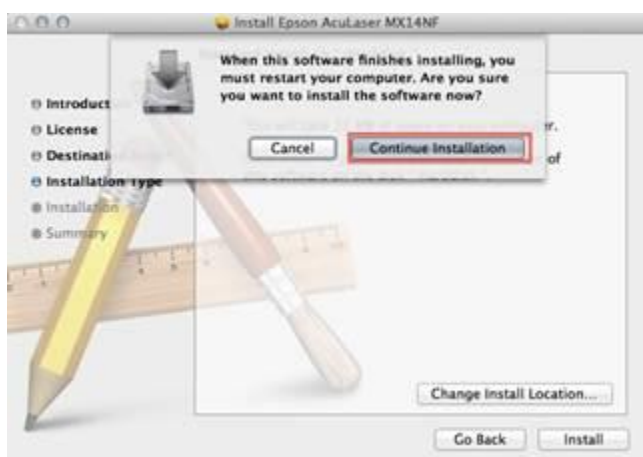 Install Epson AcuLaser MX14NF
When this software finishes installing, you
must restart your computer. Are you sure
you want to install the software now?
Cancel
Continue Installation
Introduct
License
Destinati
Installation Type
Installation
Summary
r.
of
Change Install Location...
Go Back
Install